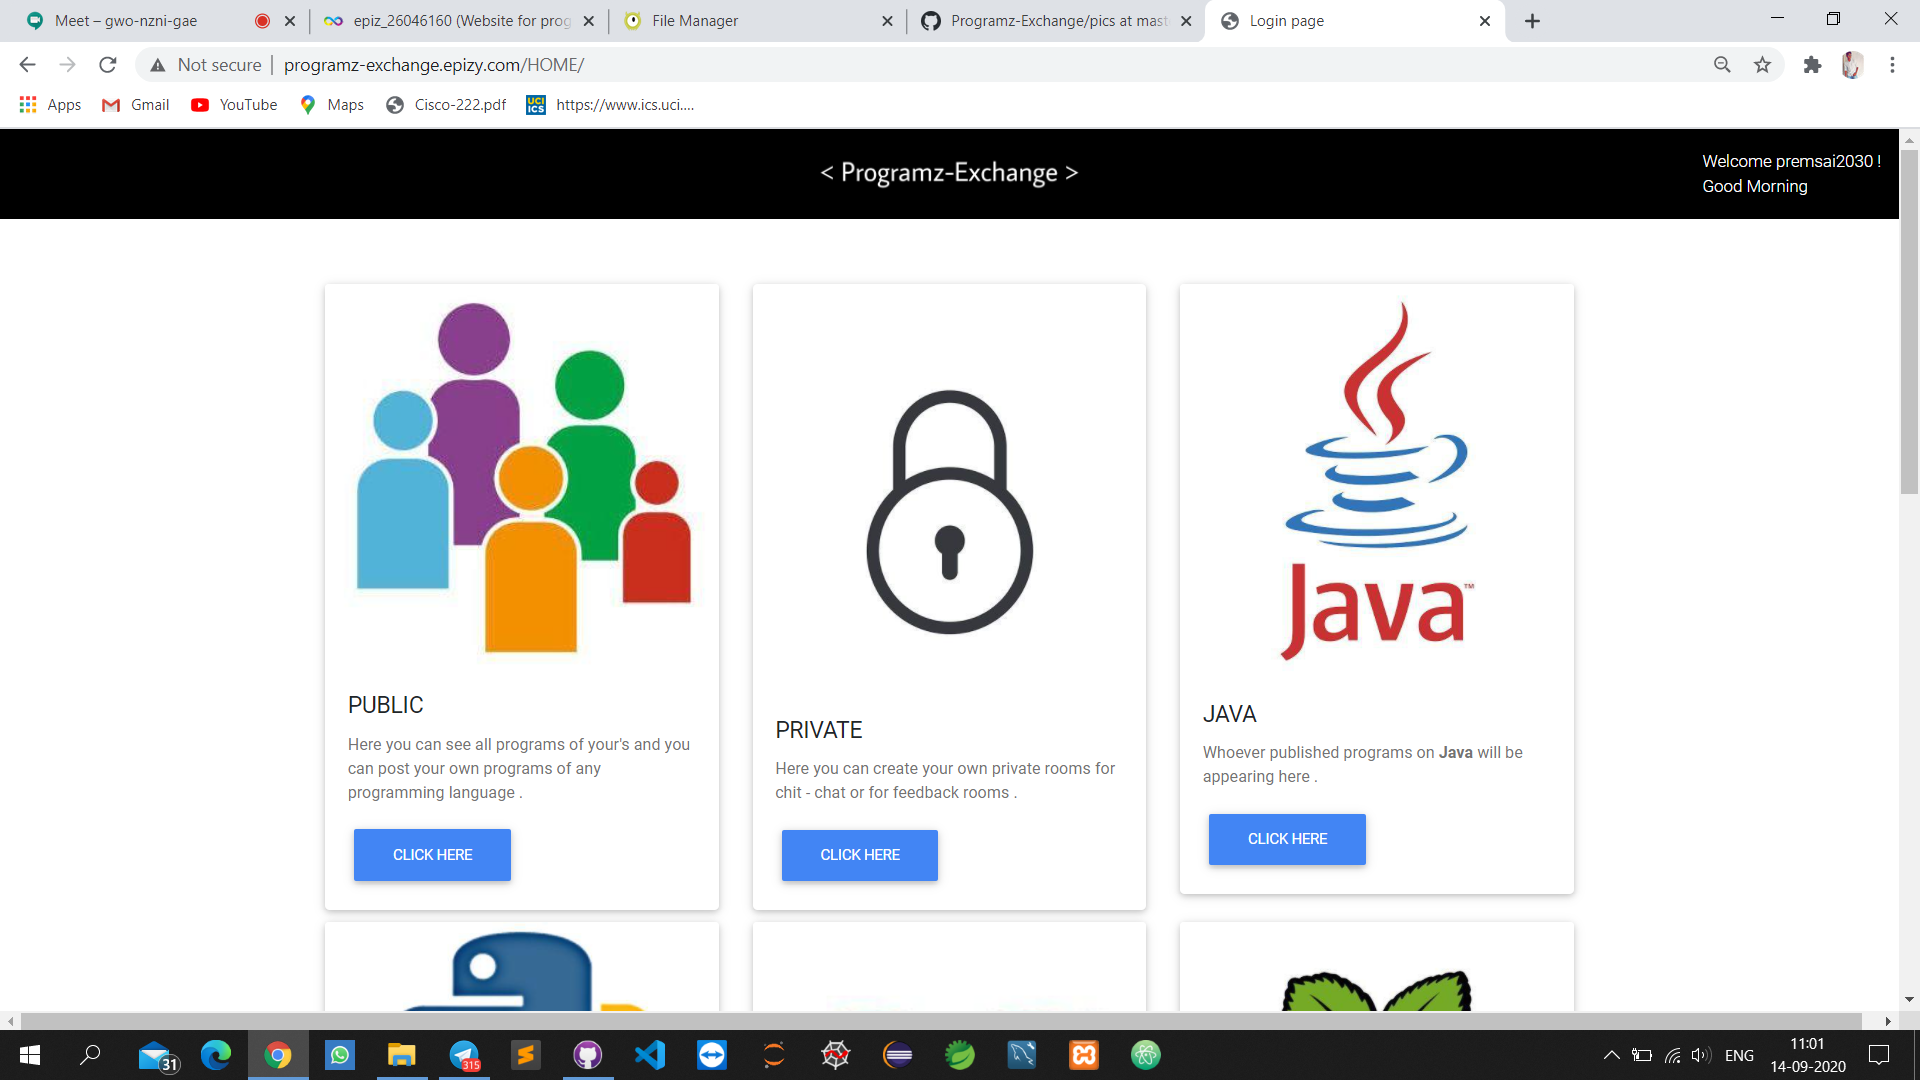 Meet – gwo-nzni-gae
epiz_26046160 (Website for prog
File Manager
Programz-Exchange/pics at mast
Login page
Not secure
programz-exchange.epizy.com/HOME/
Apps
Gmail
YouTube
Maps
Cisco-222.pdf
UCI
ICS
https://www.ics.uci....
< Programz-Exchange >
Welcome premsai2030 !
Good Morning
Java™
PUBLIC
Here you can see all programs of your's and you
can post your own programs of any
programming language .
CLICK HERE
PRIVATE
Here you can create your own private rooms for
chit - chat or for feedback rooms .
CLICK HERE
JAVA
Whoever published programs on Java will be
appearing here .
CLICK HERE
31
315
ENG
11:01
14-09-2020